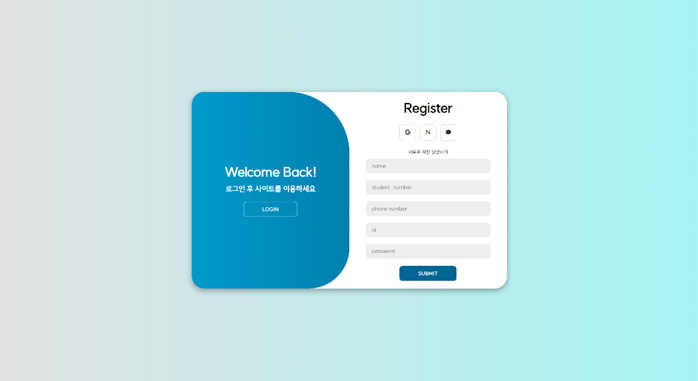 Welcome Back!
로그인 후 사이트를 이용하세요
LOGIN
Register
G
N
name
student number
phone number
id
password
SUBMIT